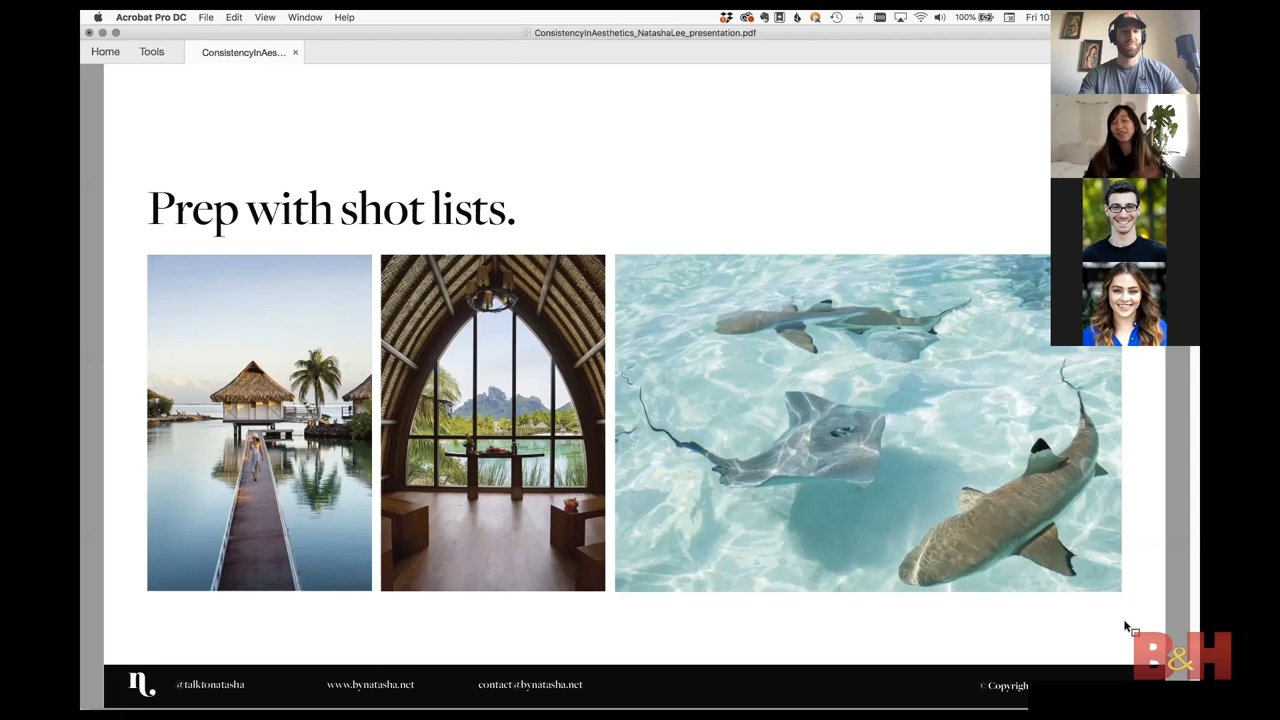 Acrobat Pro DC File Edit View Window Help 100% Fri 10
ConsistencyInAesthetics_NatashaLee_presentation.pdf
Home Tools ConsistencyInAes... ×
Prep with shot lists.
B&H
n. @talktonatasha www.bynatasha.net contact@bynatasha.net © Copyrigh